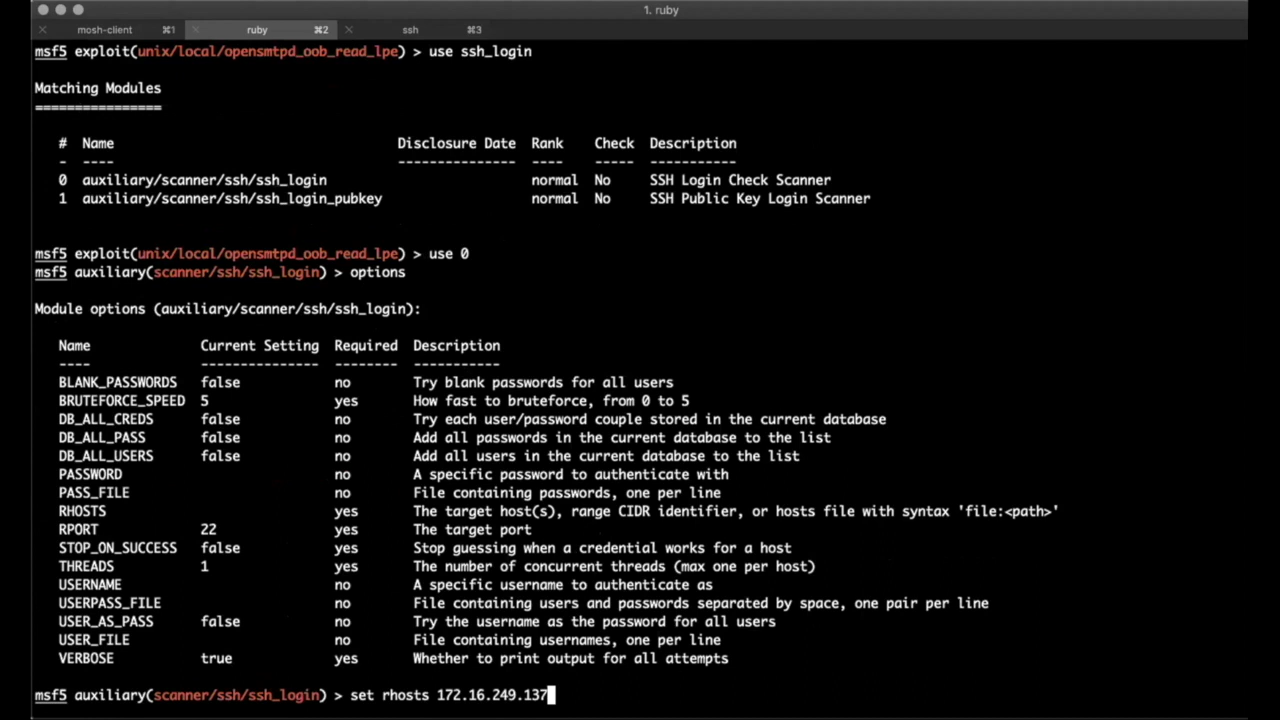 1. ruby
mosh-client ⌘1 ruby ⌘2 ssh ⌘3
msf5 exploit(unix/local/opensmtpd_oob_read_lpe) > use ssh_login
Matching Modules
================
#  Name                                Disclosure Date  Rank    Check  Description
-  ----                                ---------------  ----    -----  -----------
0  auxiliary/scanner/ssh/ssh_login                      normal  No     SSH Login Check Scanner
1  auxiliary/scanner/ssh/ssh_login_pubkey               normal  No     SSH Public Key Login Scanner
msf5 exploit(unix/local/opensmtpd_oob_read_lpe) > use 0
msf5 auxiliary(scanner/ssh/ssh_login) > options
Module options (auxiliary/scanner/ssh/ssh_login):
Name              Current Setting  Required  Description
----              ---------------  --------  -----------
BLANK_PASSWORDS   false            no        Try blank passwords for all users
BRUTEFORCE_SPEED  5                yes       How fast to bruteforce, from 0 to 5
DB_ALL_CREDS      false            no        Try each user/password couple stored in the current database
DB_ALL_PASS       false            no        Add all passwords in the current database to the list
DB_ALL_USERS      false            no        Add all users in the current database to the list
PASSWORD                           no        A specific password to authenticate with
PASS_FILE                          no        File containing passwords, one per line
RHOSTS                             yes       The target host(s), range CIDR identifier, or hosts file with syntax 'file:<path>'
RPORT             22               yes       The target port
STOP_ON_SUCCESS   false            yes       Stop guessing when a credential works for a host
THREADS           1                yes       The number of concurrent threads (max one per host)
USERNAME                           no        A specific username to authenticate as
USERPASS_FILE                      no        File containing users and passwords separated by space, one pair per line
USER_AS_PASS      false            no        Try the username as the password for all users
USER_FILE                          no        File containing usernames, one per line
VERBOSE           true             yes       Whether to print output for all attempts
msf5 auxiliary(scanner/ssh/ssh_login) > set rhosts 172.16.249.137